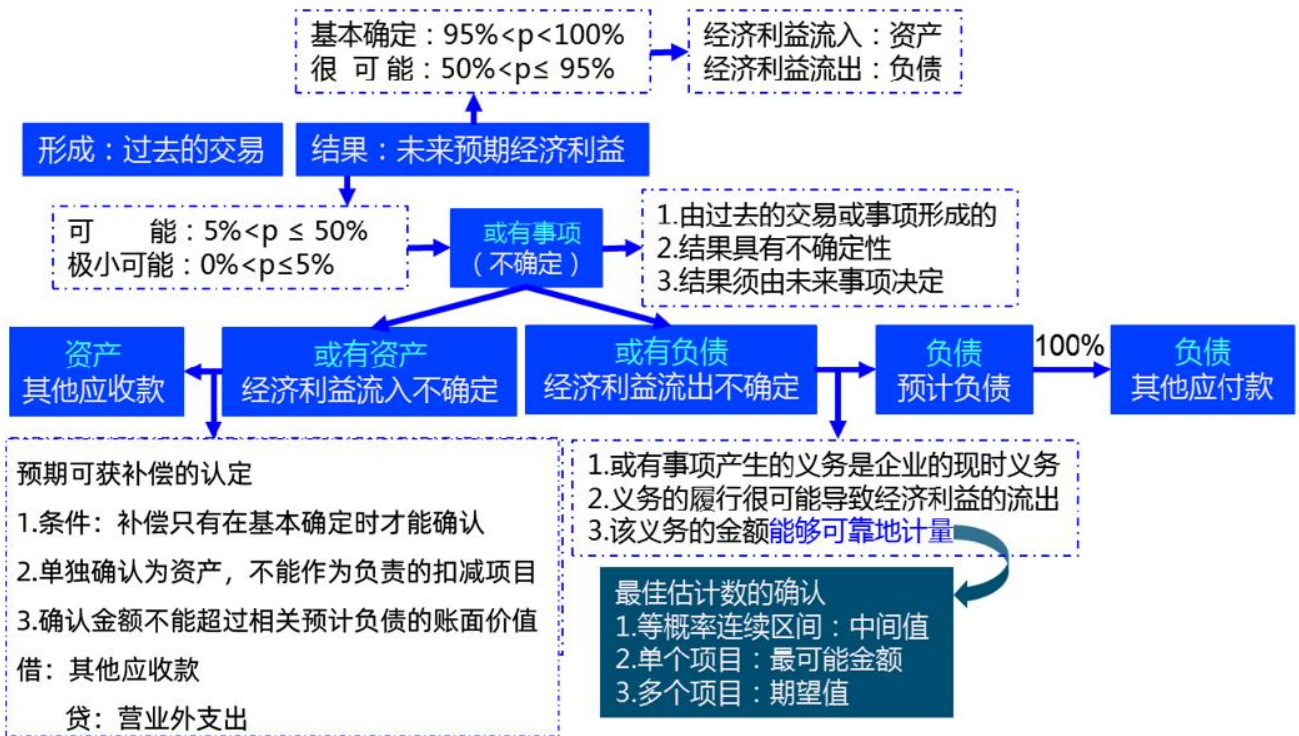 基本确定：95%<p<100%
很 可 能：50%<p≤ 95%
经济利益流入：资产
经济利益流出：负债
形成：过去的交易
结果：未来预期经济利益
可 能：5%<p ≤ 50%
极小可能：0%<p≤5%
或有事项
（不确定）
1.由过去的交易或事项形成的
2.结果具有不确定性
3.结果须由未来事项决定
资产
其他应收款
或有资产
经济利益流入不确定
或有负债
经济利益流出不确定
负债
预计负债
100%
负债
其他应付款
预期可获补偿的认定
1.条件：补偿只有在基本确定时才能确认
2.单独确认为资产，不能作为负责的扣减项目
3.确认金额不能超过相关预计负债的账面价值
借：其他应收款
贷：营业外支出
1.或有事项产生的义务是企业的现时义务
2.义务的履行很可能导致经济利益的流出
3.该义务的金额能够可靠地计量
最佳估计数的确认
1.等概率连续区间：中间值
2.单个项目：最可能金额
3.多个项目：期望值